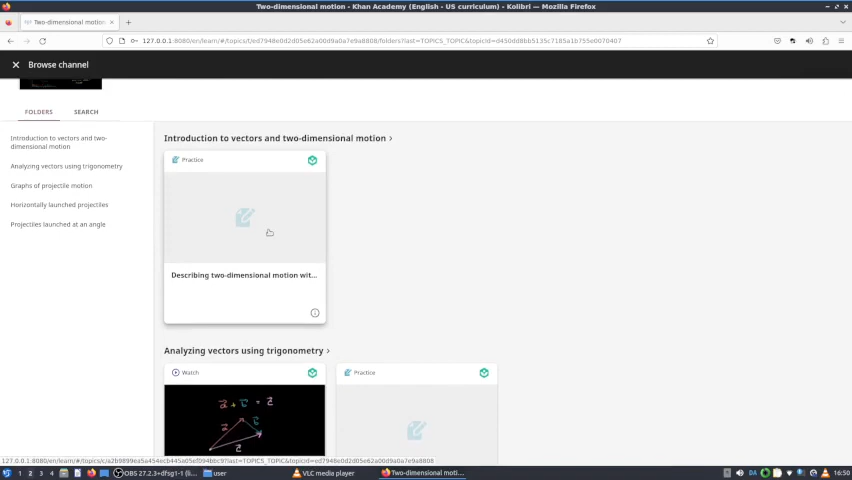 Two-dimensional motion - Khan Academy (English - US curriculum) - Kolibri — Mozilla Firefox
Two-dimensional motion -
127.0.0.1:8080/en/learn/#/topics/t/ed7948e0d2d05e62a00d9a0a7e9a8808/folders?last=TOPICS_TOPIC&topicId=d450dd8bb5135c7185a1b755e0070407
Browse channel
FOLDERS
SEARCH
Introduction to vectors and two-
dimensional motion
Analyzing vectors using trigonometry
Graphs of projectile motion
Horizontally launched projectiles
Projectiles launched at an angle
Introduction to vectors and two-dimensional motion
Practice
Describing two-dimensional motion wit...
Analyzing vectors using trigonometry
Watch
Practice
127.0.0.1:8080/en/learn/#/topics/c/a2b9899ea5a454ecb445a05ef994bbc9?last=TOPICS_TOPIC&topicId=ed7948e0d2d05e62a00d9a0a7e9a8808
1 2 3 4
OBS 27.2.3+dfsg1-1 (li...
user
VLC media player
Two-dimensional moti...
DA
16:50